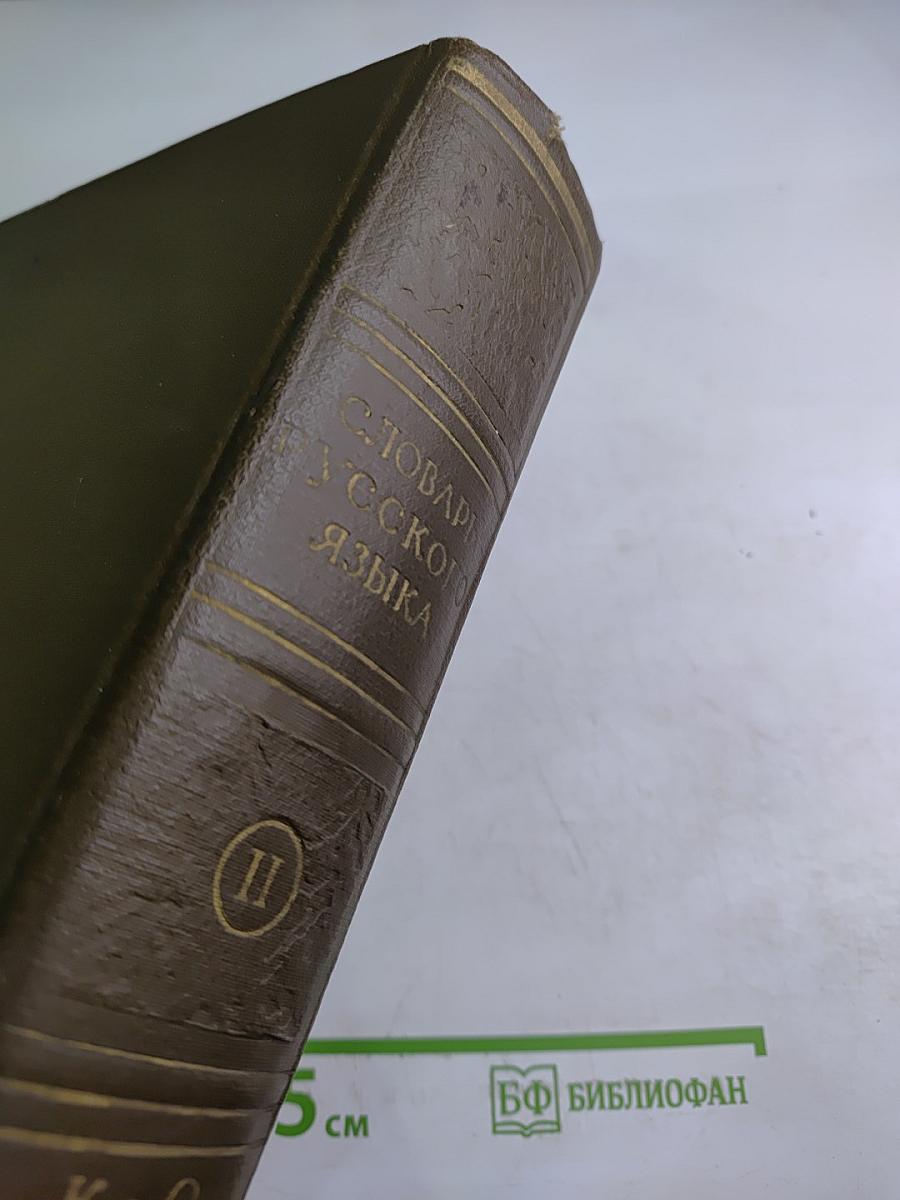 СЛОВАРЬ
РУССКОГО
ЯЗЫКА
II
К
5 см
БФ БИБЛИОФАН